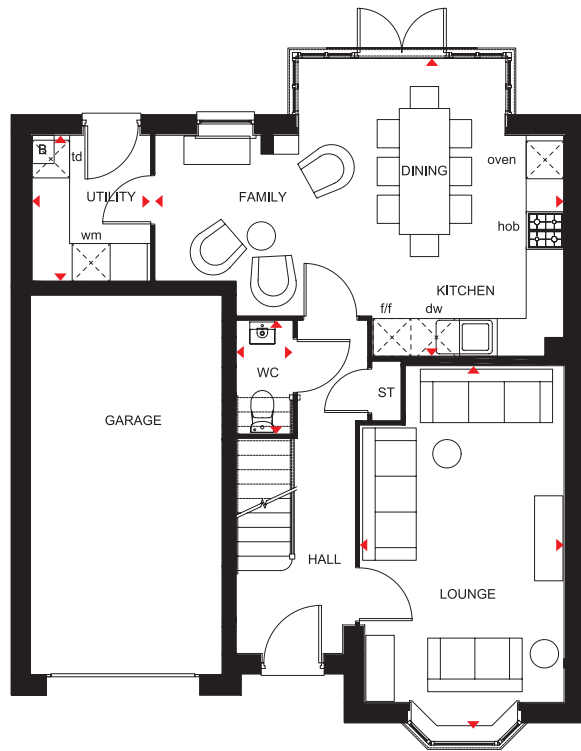 B
td
UTILITY
wm
FAMILY
DINING
oven
hob
KITCHEN
f/f
dw
WC
ST
GARAGE
HALL
LOUNGE